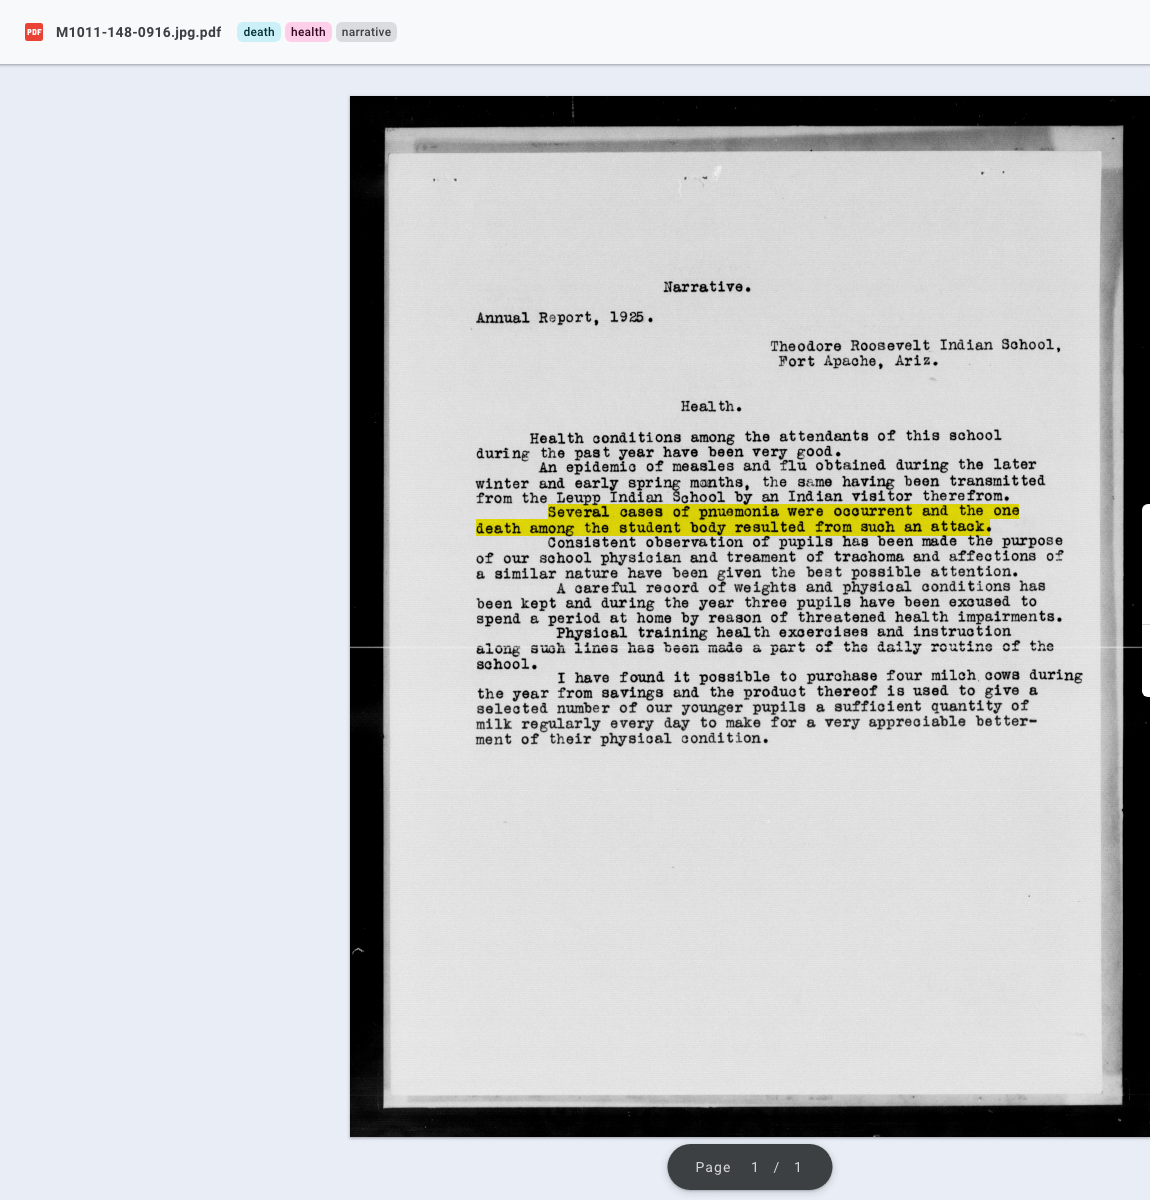 PDF M1011-148-0916.jpg.pdf death health narrative
Narrative.
Annual Report, 1925.
Theodore Roosevelt Indian School,
Fort Apache, Ariz.
Health.
Health conditions among the attendants of this school
during the past year have been very good.
An epidemic of measles and flu obtained during the later
winter and early spring months, the same having been transmitted
from the Leupp Indian School by an Indian visitor therefrom.
Several cases of pnuemonia were occurrent and the one
death among the student body resulted from such an attack.
Consistent observation of pupils has been made the purpose
of our school physician and treament of trachoma and affections of
a similar nature have been given the best possible attention.
A careful record of weights and physical conditions has
been kept and during the year three pupils have been excused to
spend a period at home by reason of threatened health impairments.
Physical training health excercises and instruction
along such lines has been made a part of the daily routine of the
school.
I have found it possible to purchase four milch cows during
the year from savings and the product thereof is used to give a
selected number of our younger pupils a sufficient quantity of
milk regularly every day to make for a very appreciable better-
ment of their physical condition.
Page 1 / 1